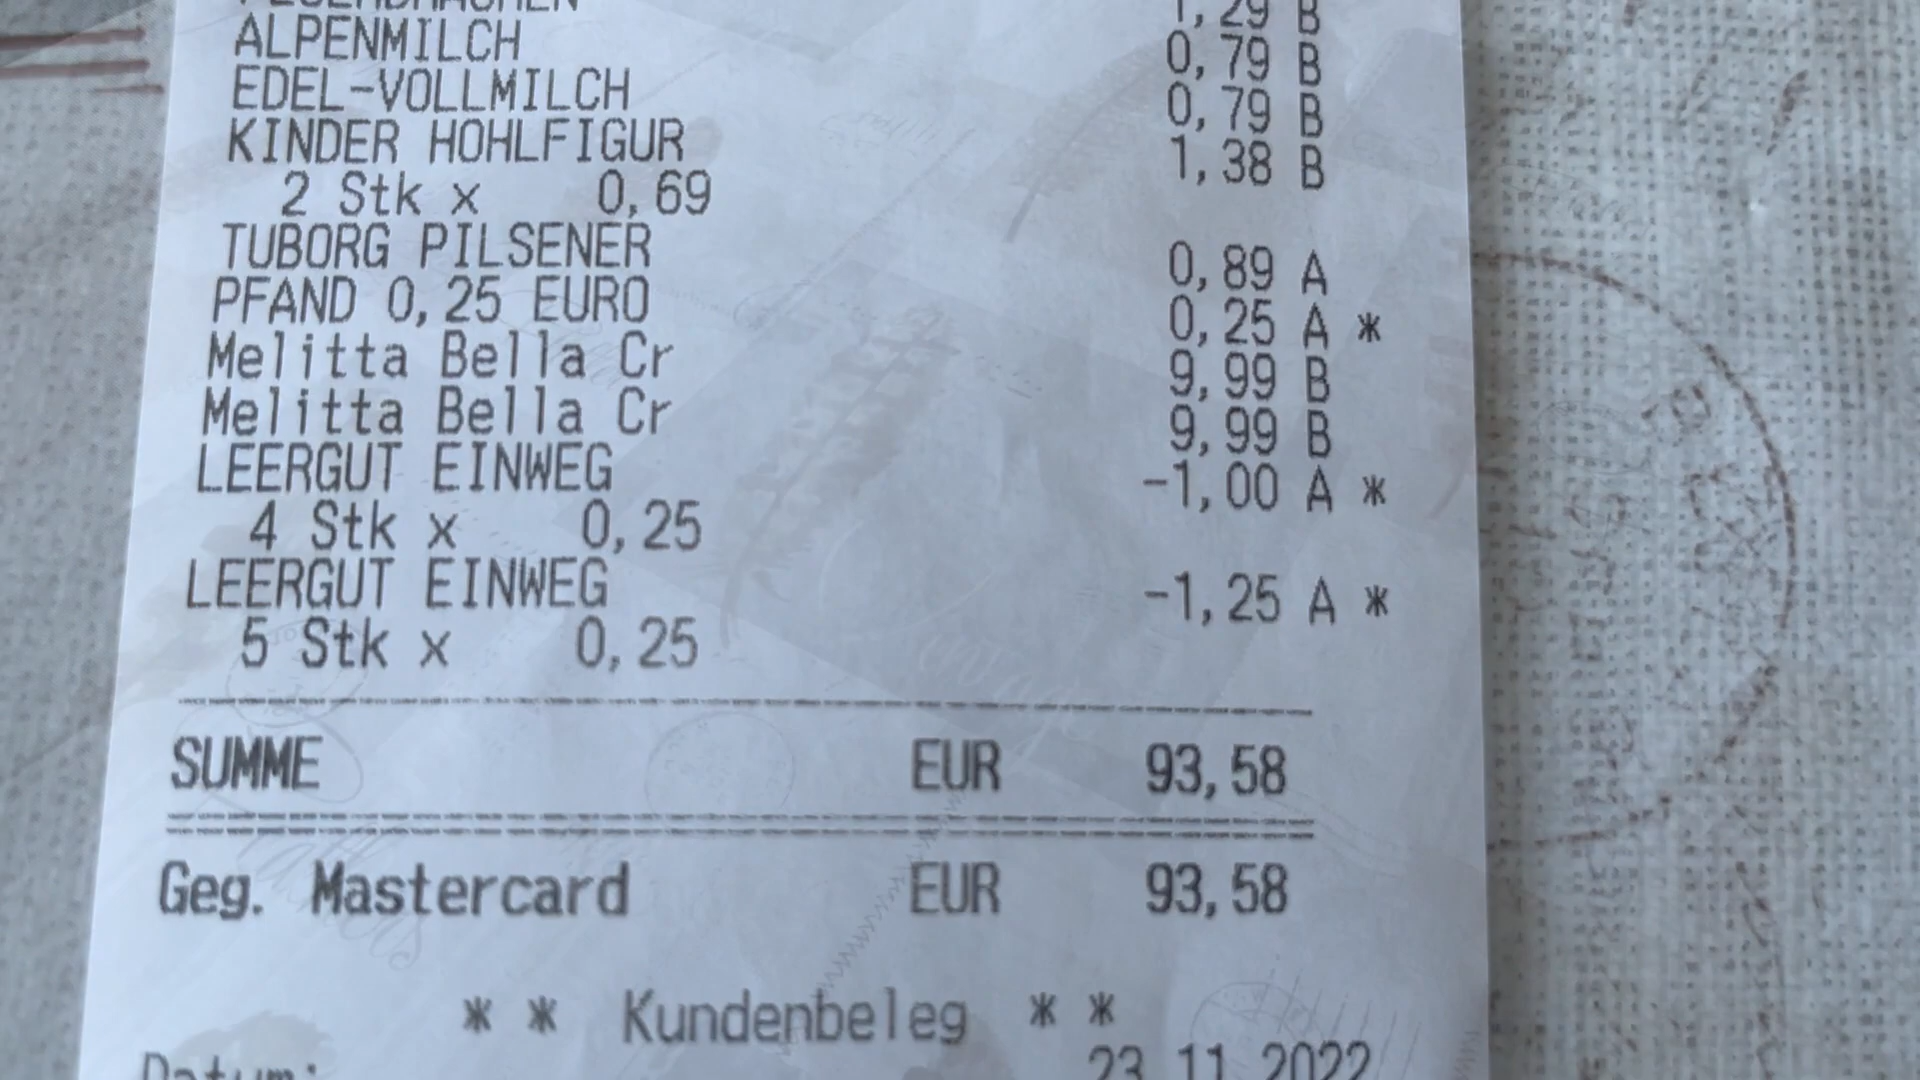 1,29 B
ALPENMILCH 0,79 B
EDEL-VOLLMILCH 0,79 B
KINDER HOHLFIGUR 1,38 B
2 Stk x 0,69
TUBORG PILSENER 0,89 A
PFAND 0,25 EURO 0,25 A *
Melitta Bella Cr 9,99 B
Melitta Bella Cr 9,99 B
LEERGUT EINWEG -1,00 A *
4 Stk x 0,25
LEERGUT EINWEG -1,25 A *
5 Stk x 0,25
SUMME EUR 93,58
Geg. Mastercard EUR 93,58
* * Kundenbeleg * *
Datum: 23.11.2022